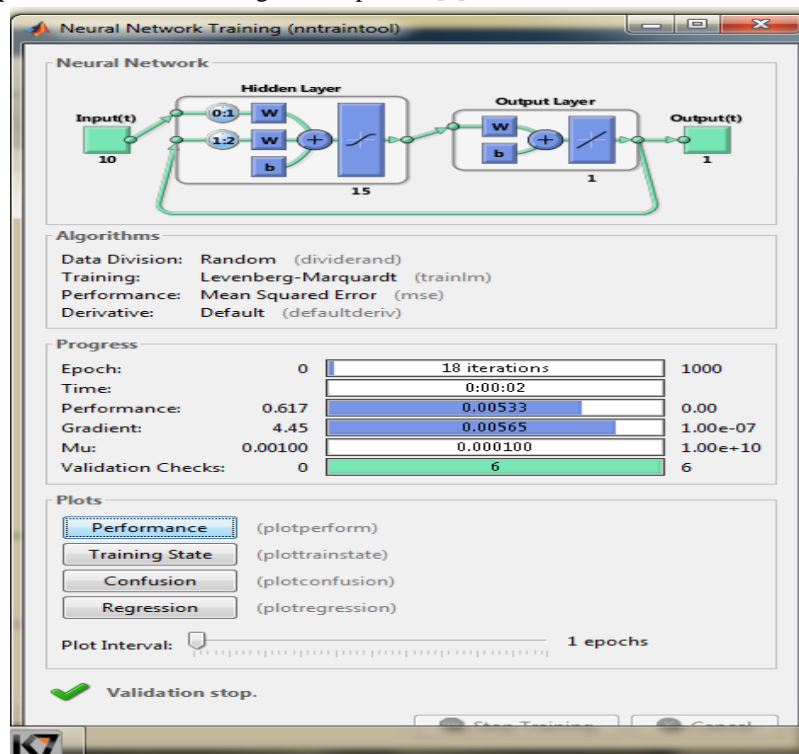 Neural Network Training (nntraintool)
Neural Network
Hidden Layer
Output Layer
Input(t)
0:1
W
1:2
W
b
W
b
Output(t)
10
15
1
1
Algorithms
Data Division: Random (dividerand)
Training: Levenberg-Marquardt (trainlm)
Performance: Mean Squared Error (mse)
Derivative: Default (defaultderiv)
Progress
Epoch: 0 18 iterations 1000
Time: 0:00:02
Performance: 0.617 0.00533 0.00
Gradient: 4.45 0.00565 1.00e-07
Mu: 0.00100 0.000100 1.00e+10
Validation Checks: 0 6 6
Plots
Performance (plotperform)
Training State (plottrainstate)
Confusion (plotconfusion)
Regression (plotregression)
Plot Interval: 1 epochs
Validation stop.
Stop Training Cancel
K7